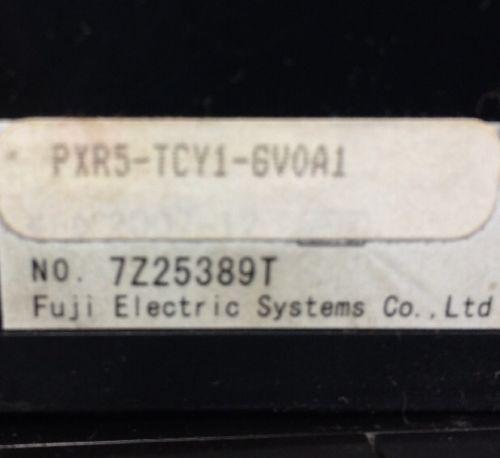 PXR5-TCY1-6V0A1
NO. 7Z25389T
Fuji Electric Systems Co.,Ltd